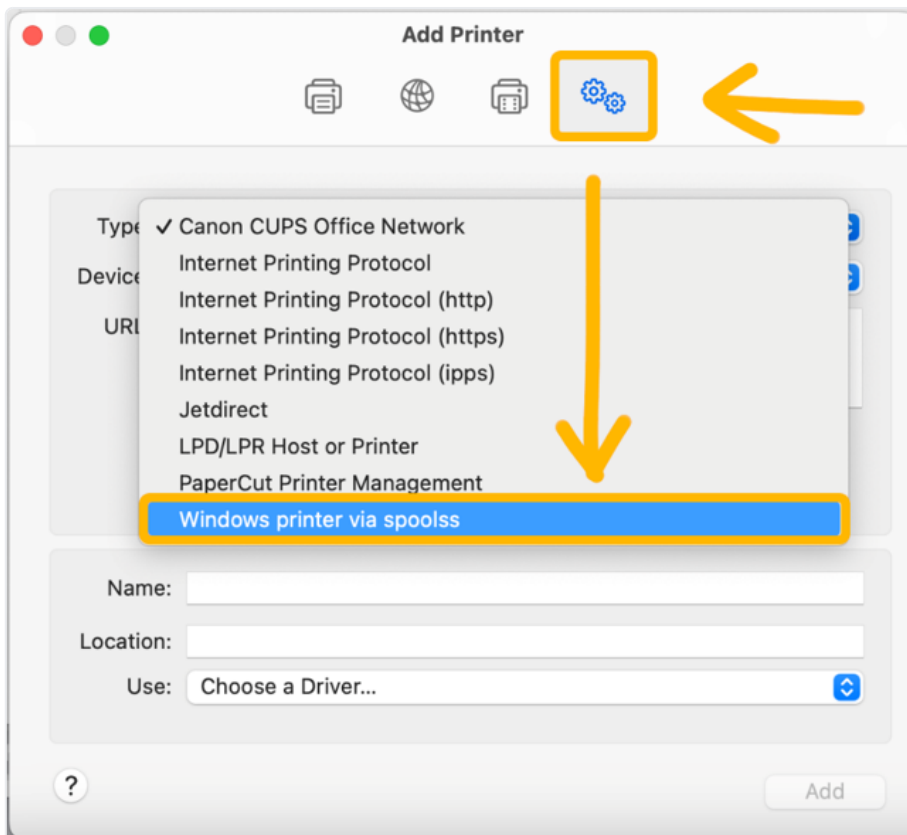 Add Printer
Type
✓ Canon CUPS Office Network
Internet Printing Protocol
Device
Internet Printing Protocol (http)
URL
Internet Printing Protocol (https)
Internet Printing Protocol (ipps)
Jetdirect
LPD/LPR Host or Printer
PaperCut Printer Management
Windows printer via spoolss
Name:
Location:
Use: Choose a Driver...
?
Add